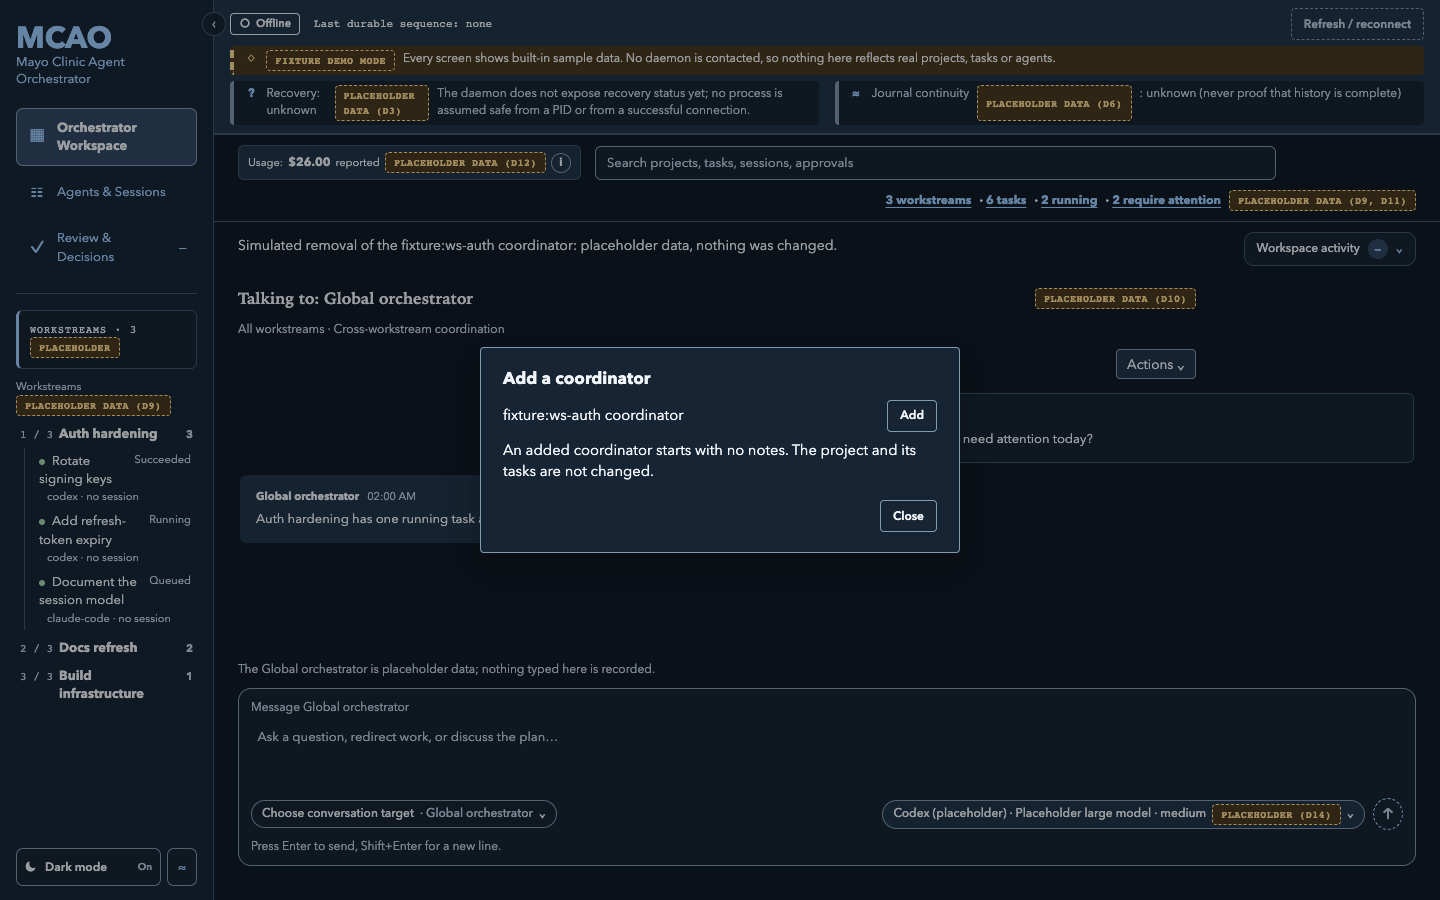 MCAO
Mayo Clinic Agent
Orchestrator
Orchestrator
Workspace
Agents & Sessions
Review &
Decisions
–
WORKSTREAMS · 3
PLACEHOLDER
Workstreams
PLACEHOLDER DATA (D9)
1 / 3 Auth hardening 3
Rotate Succeeded
signing keys
codex · no session
Add refresh- Running
token expiry
codex · no session
Document the Queued
session model
claude-code · no session
2 / 3 Docs refresh 2
3 / 3 Build 1
infrastructure
Dark mode On
≈
‹
Offline
Last durable sequence: none
Refresh / reconnect
FIXTURE DEMO MODE Every screen shows built-in sample data. No daemon is contacted, so nothing here reflects real projects, tasks or agents.
? Recovery:
unknown
PLACEHOLDER
DATA (D3)
The daemon does not expose recovery status yet; no process is
assumed safe from a PID or from a successful connection.
≈ Journal continuity PLACEHOLDER DATA (D6) : unknown (never proof that history is complete)
Usage: $26.00 reported PLACEHOLDER DATA (D12) i
Search projects, tasks, sessions, approvals
3 workstreams · 6 tasks · 2 running · 2 require attention PLACEHOLDER DATA (D9, D11)
Simulated removal of the fixture:ws-auth coordinator: placeholder data, nothing was changed.
Workspace activity –
Talking to: Global orchestrator
PLACEHOLDER DATA (D10)
All workstreams · Cross-workstream coordination
Actions
need attention today?
Global orchestrator 02:00 AM
Auth hardening has one running task
Add a coordinator
fixture:ws-auth coordinator
Add
An added coordinator starts with no notes. The project and its
tasks are not changed.
Close
The Global orchestrator is placeholder data; nothing typed here is recorded.
Message Global orchestrator
Ask a question, redirect work, or discuss the plan…
Choose conversation target · Global orchestrator
Codex (placeholder) · Placeholder large model · medium PLACEHOLDER (D14)
Press Enter to send, Shift+Enter for a new line.